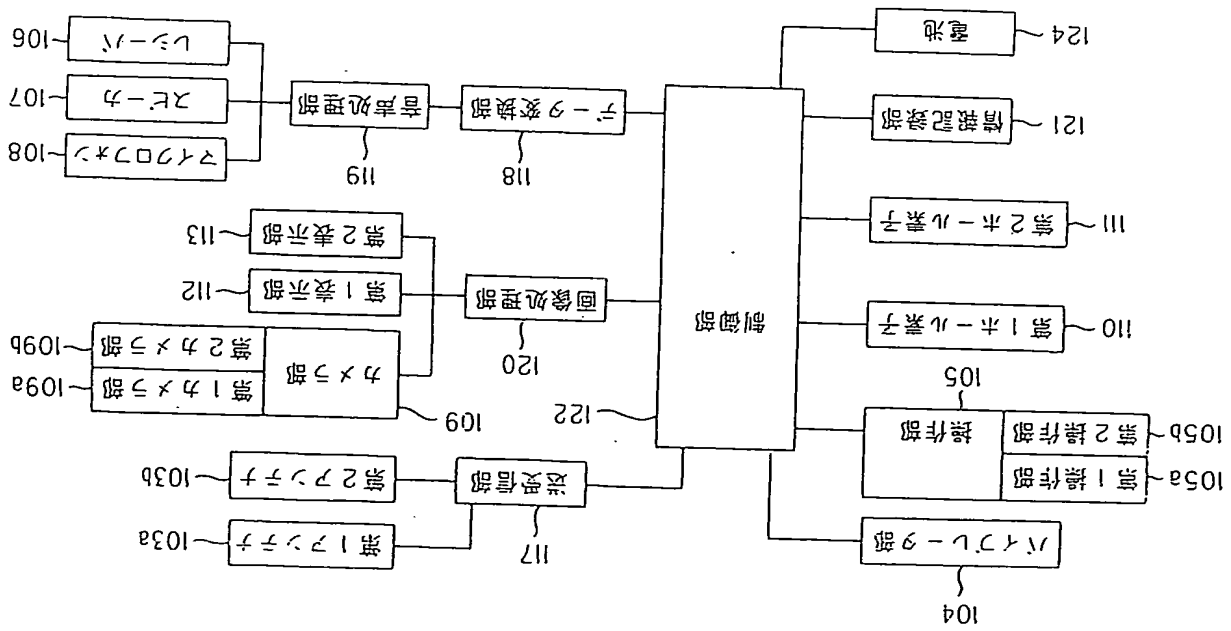 104
バイブレータ部
117
送受信部
第1アンテナ
103a
第2アンテナ
103b
105a
第1操作部
105b
第2操作部
操作部
105
122
制御部
109
カメラ部
第1カメラ部
109a
第2カメラ部
109b
110
第1ホール素子
120
画像処理部
第1表示部
112
第2表示部
113
111
第2ホール素子
118
データ変換部
119
音声処理部
マイクロフォン
108
スピーカ
107
レシーバ
106
121
情報記録部
124
電池